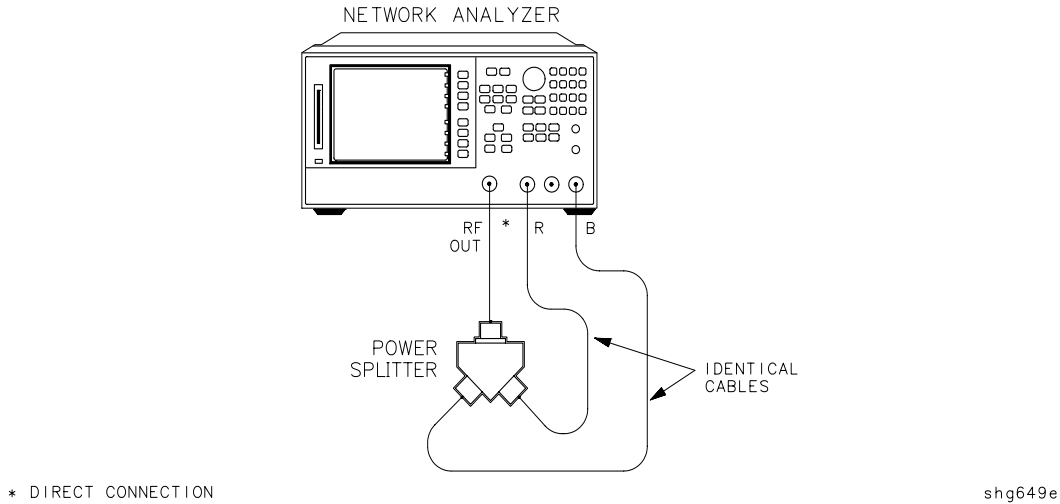 NETWORK ANALYZER
RF * R B
OUT
POWER
SPLITTER
IDENTICAL
CABLES
* DIRECT CONNECTION
shg649e